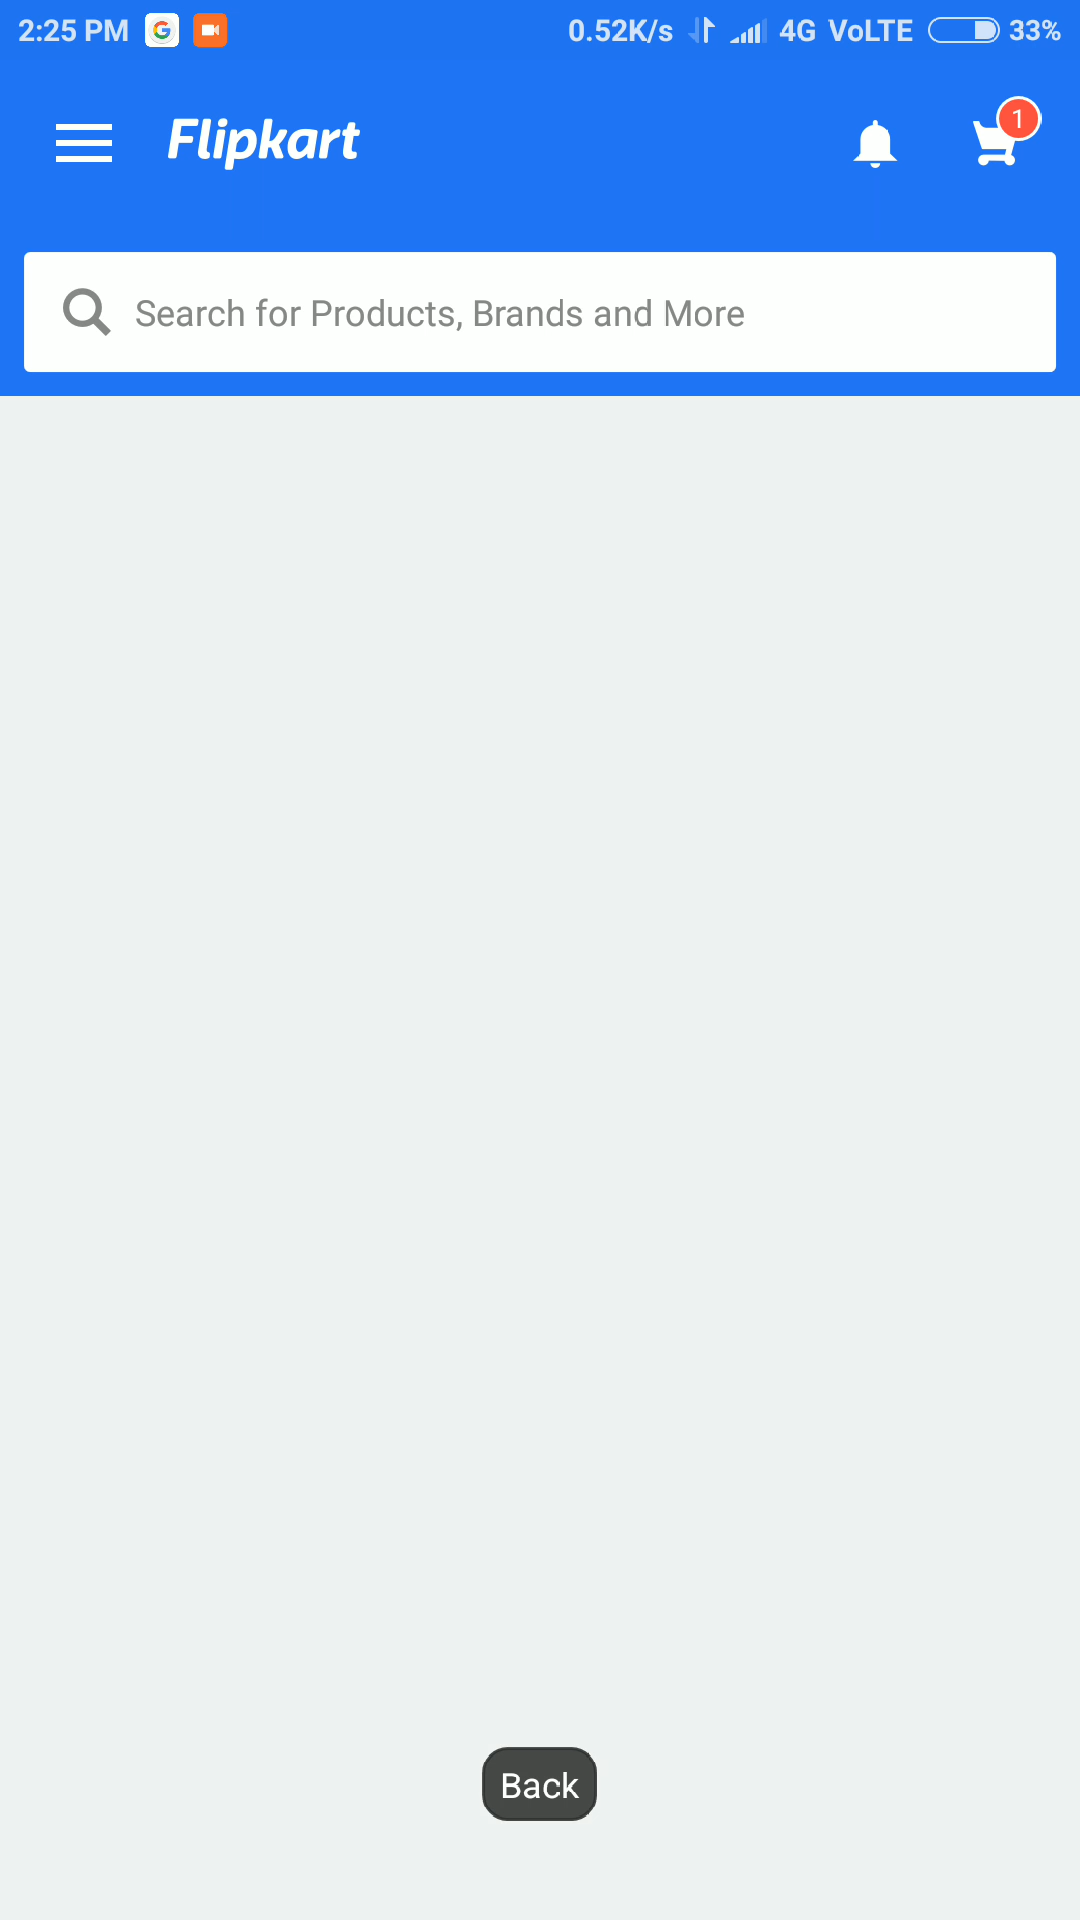 2:25 PM 0.52K/s 4G VoLTE 33%
Flipkart 1
Search for Products, Brands and More
Back